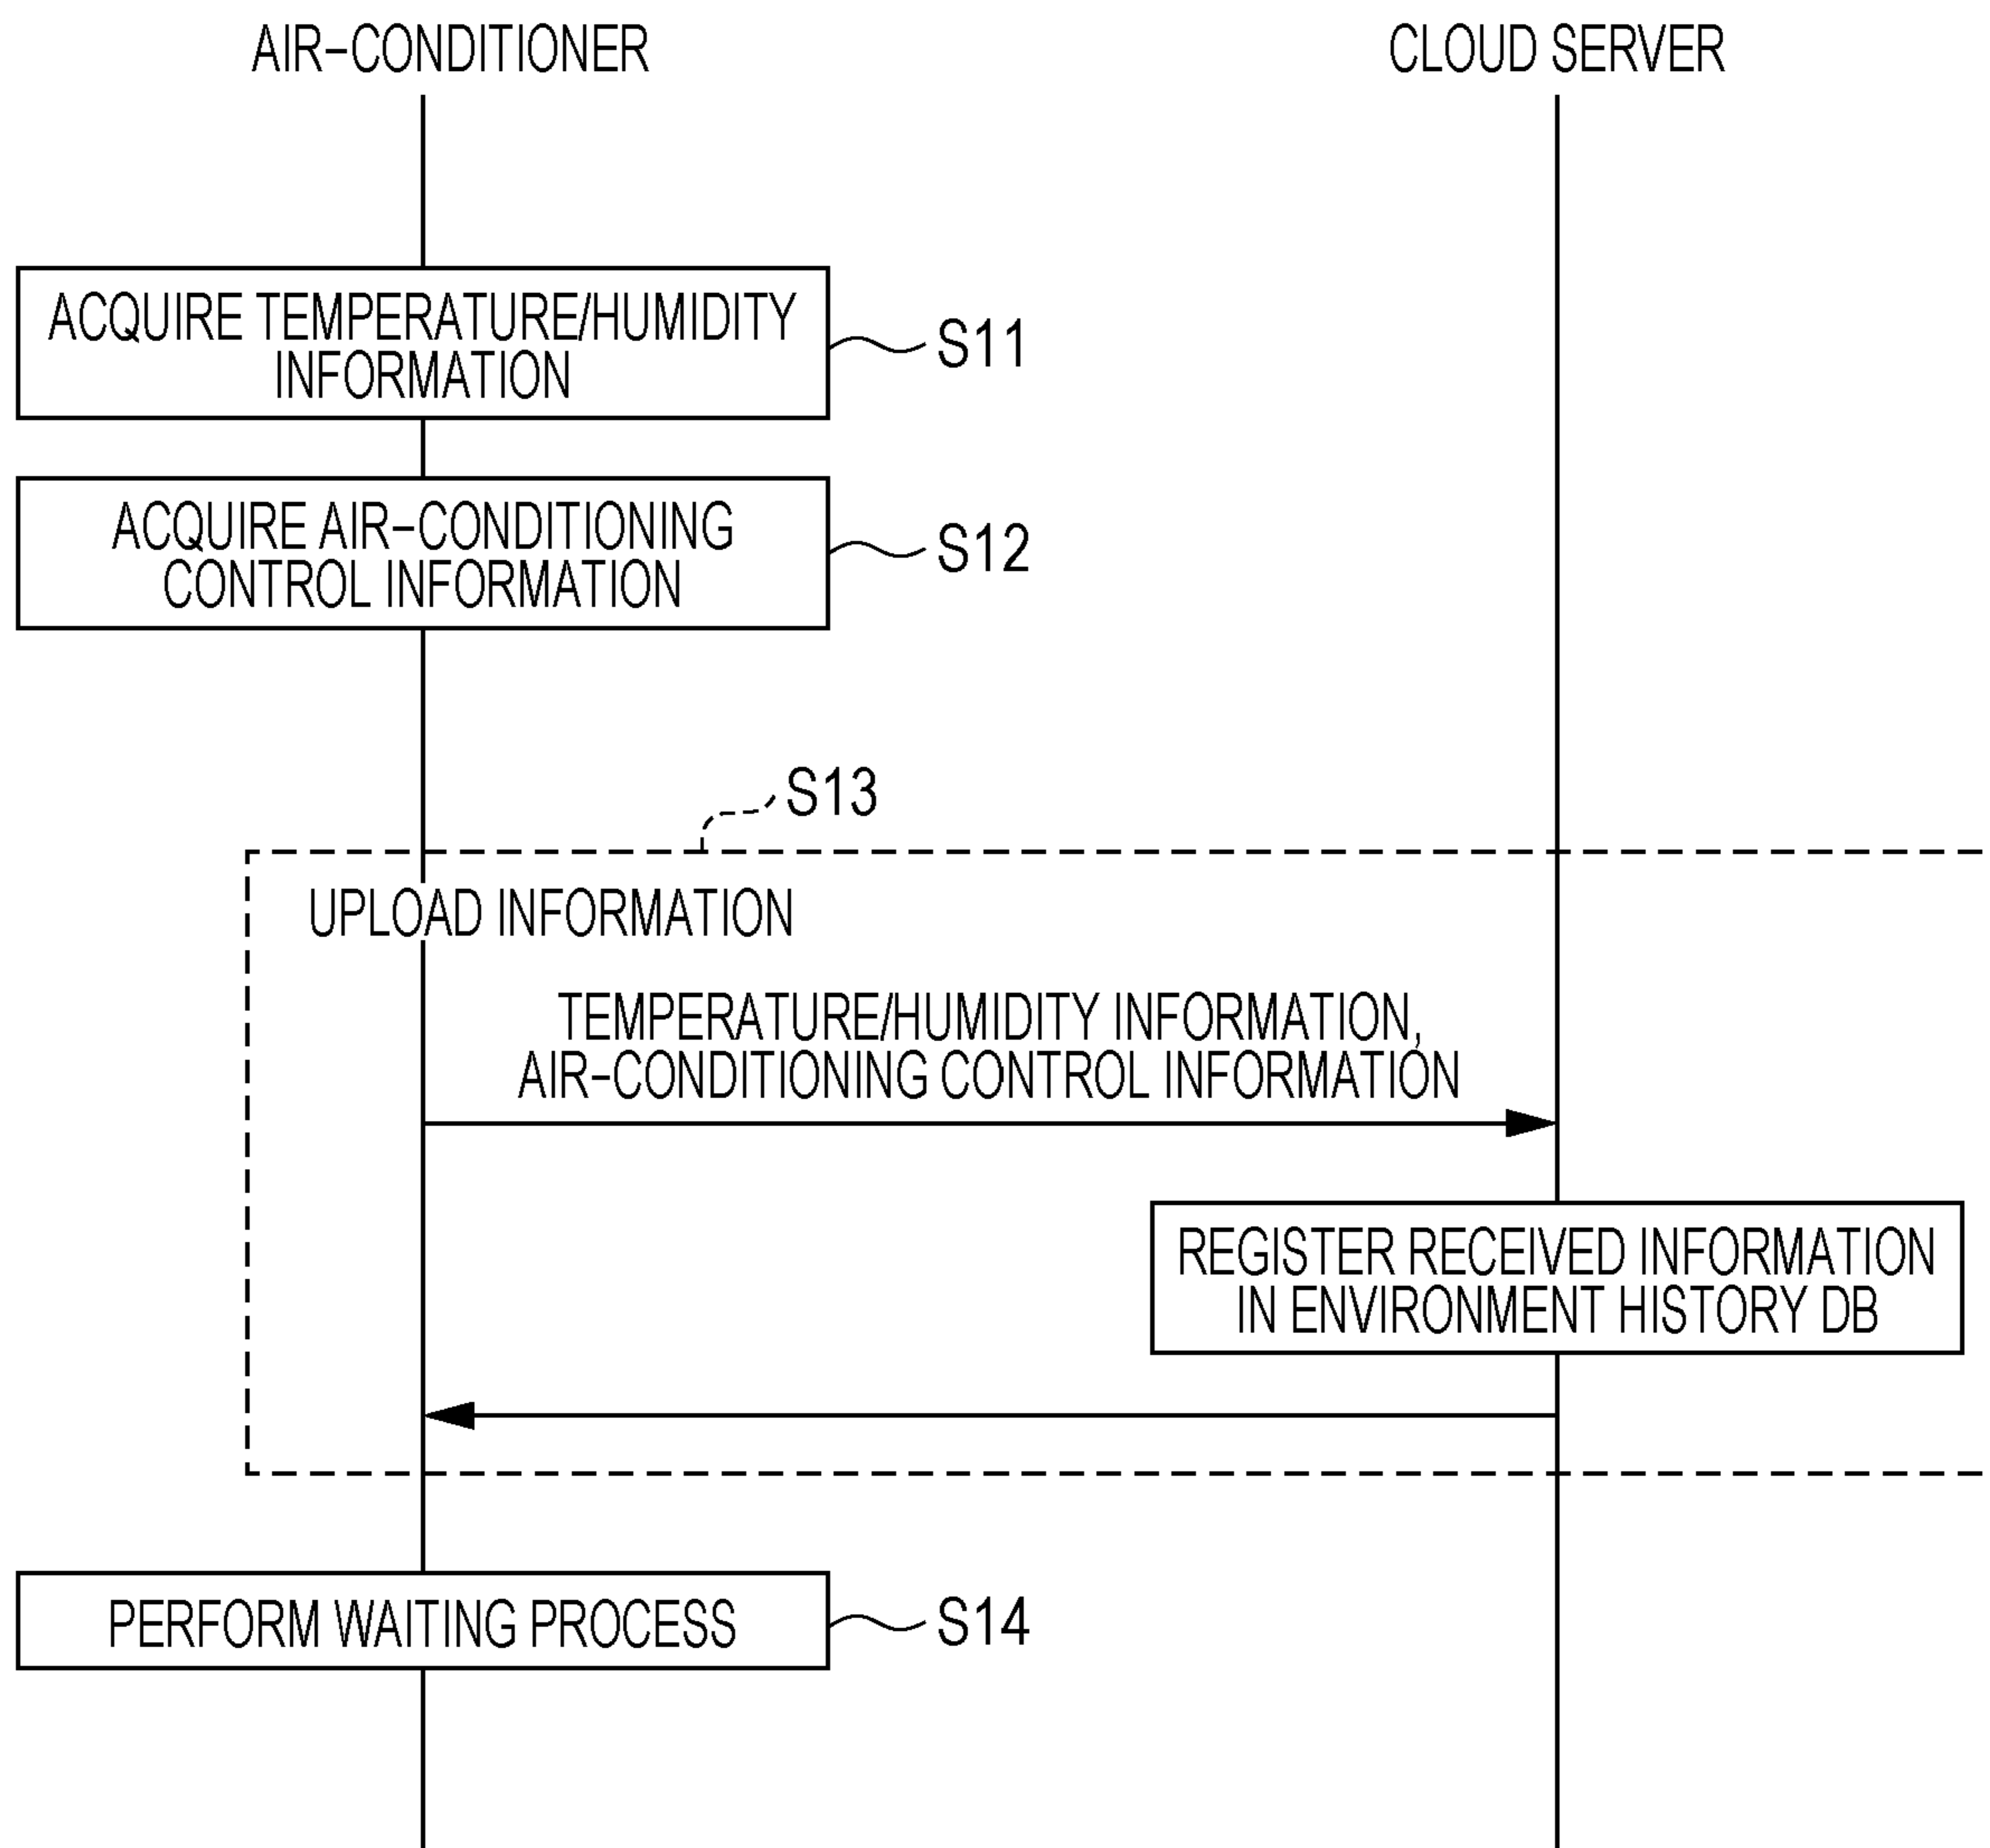 AIR-CONDITIONER
CLOUD SERVER
ACQUIRE TEMPERATURE/HUMIDITY
INFORMATION
S11
ACQUIRE AIR-CONDITIONING
CONTROL INFORMATION
S12
S13
UPLOAD INFORMATION
TEMPERATURE/HUMIDITY INFORMATION,
AIR-CONDITIONING CONTROL INFORMATION
REGISTER RECEIVED INFORMATION
IN ENVIRONMENT HISTORY DB
PERFORM WAITING PROCESS
S14